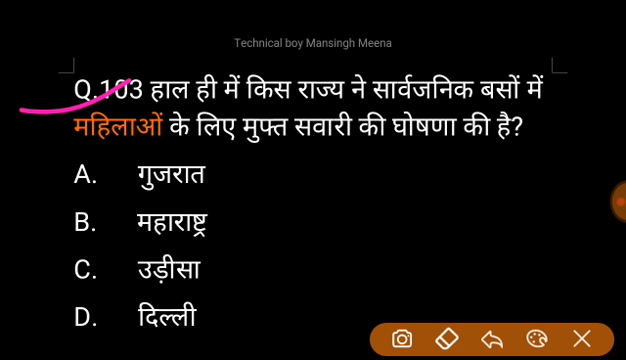 Technical boy Mansingh Meena
Q.103 हाल ही में किस राज्य ने सार्वजनिक बसों में
महिलाओं के लिए मुफ्त सवारी की घोषणा की है?
A. गुजरात
B. महाराष्ट्र
C. उड़ीसा
D. दिल्ली